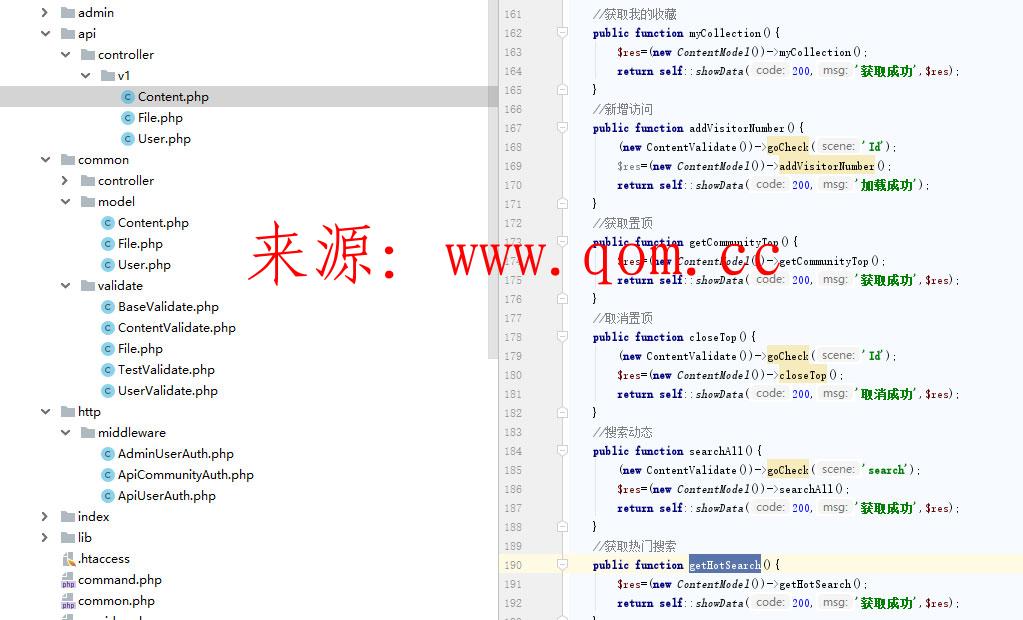 admin
api
controller
v1
Content.php
File.php
User.php
common
controller
model
Content.php
File.php
User.php
validate
BaseValidate.php
ContentValidate.php
File.php
TestValidate.php
UserValidate.php
http
middleware
AdminUserAuth.php
ApiCommunityAuth.php
ApiUserAuth.php
index
lib
.htaccess
command.php
common.php
161 //获取我的收藏
162 public function myCollection(){
163 $res=(new ContentModel())->myCollection();
164 return self::showData( code: 200, msg: '获取成功',$res);
165 }
166 //新增访问
167 public function addVisitorNumber(){
168 (new ContentValidate())->goCheck( scene: 'Id');
169 $res=(new ContentModel())->addVisitorNumber();
170 return self::showData( code: 200, msg: '加载成功');
171 }
172 //获取置顶
173 public function getCommunityTop(){
174 $res=(new ContentModel())->getCommunityTop();
175 return self::showData( code: 200, msg: '获取成功',$res);
176 }
177 //取消置顶
178 public function closeTop(){
179 (new ContentValidate())->goCheck( scene: 'Id');
180 $res=(new ContentModel())->closeTop();
181 return self::showData( code: 200, msg: '取消成功',$res);
182 }
183 //搜索动态
184 public function searchAll(){
185 (new ContentValidate())->goCheck( scene: 'search');
186 $res=(new ContentModel())->searchAll();
187 return self::showData( code: 200, msg: '获取成功',$res);
188 }
189 //获取热门搜索
190 public function getHotSearch(){
191 $res=(new ContentModel())->getHotSearch();
192 return self::showData( code: 200, msg: '获取成功',$res);
来源：www.qom.cc